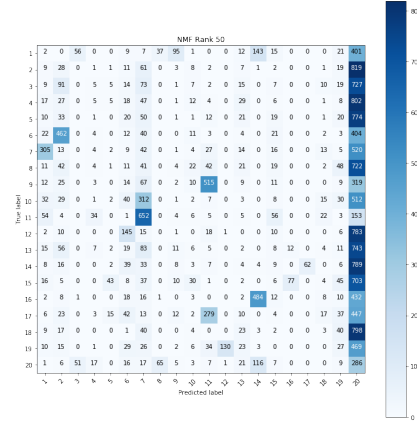 NMF Rank 50
1 2 0 56 0 0 9 7 37 95 1 0 0 12 143 15 0 0 0 21 401
2 9 28 0 1 1 11 61 0 3 8 2 0 7 1 2 0 0 1 19 819
3 9 91 0 5 5 14 73 0 1 7 2 0 15 0 7 0 0 10 19 727
4 17 27 0 5 5 18 47 0 1 12 4 0 29 0 6 0 0 1 8 802
5 10 33 0 1 0 20 50 0 1 1 12 0 21 0 19 0 0 1 20 774
6 22 462 0 4 0 12 40 0 11 3 0 4 0 21 0 0 2 3 404
7 305 13 0 4 2 9 42 0 1 4 27 0 14 0 16 0 0 13 5 520
8 11 42 0 4 1 11 41 0 4 22 42 0 21 0 19 0 0 2 48 722
9 12 25 0 3 0 14 67 0 2 10 515 0 9 0 11 0 0 0 9 319
10 32 29 0 1 2 40 312 0 1 2 7 0 3 0 8 0 0 15 30 512
11 54 4 0 34 0 1 652 0 4 6 5 0 5 0 56 0 0 22 3 153
12 2 10 0 0 0 145 15 0 1 0 18 1 0 10 0 0 0 6 783
13 15 56 0 7 2 19 83 0 11 6 5 0 2 0 8 12 0 4 11 743
14 8 16 0 0 2 39 33 0 8 3 7 0 4 4 9 0 62 0 6 789
15 16 5 0 0 43 8 37 0 10 30 1 0 2 0 6 77 0 4 45 703
16 2 8 1 0 0 18 16 1 0 3 0 0 2 484 12 0 0 8 10 432
17 6 23 0 3 15 42 13 0 12 2 279 0 10 0 4 0 0 17 37 447
18 9 17 0 0 0 1 40 0 0 4 0 0 23 3 2 0 0 3 40 798
19 10 15 0 1 0 29 26 0 2 6 34 130 23 3 0 0 0 0 27 469
20 1 6 51 17 0 16 17 65 5 3 7 1 21 116 7 0 0 0 9 286
1 2 3 4 5 6 7 8 9 10 11 12 13 14 15 16 17 18 19 20
Predicted label
True label